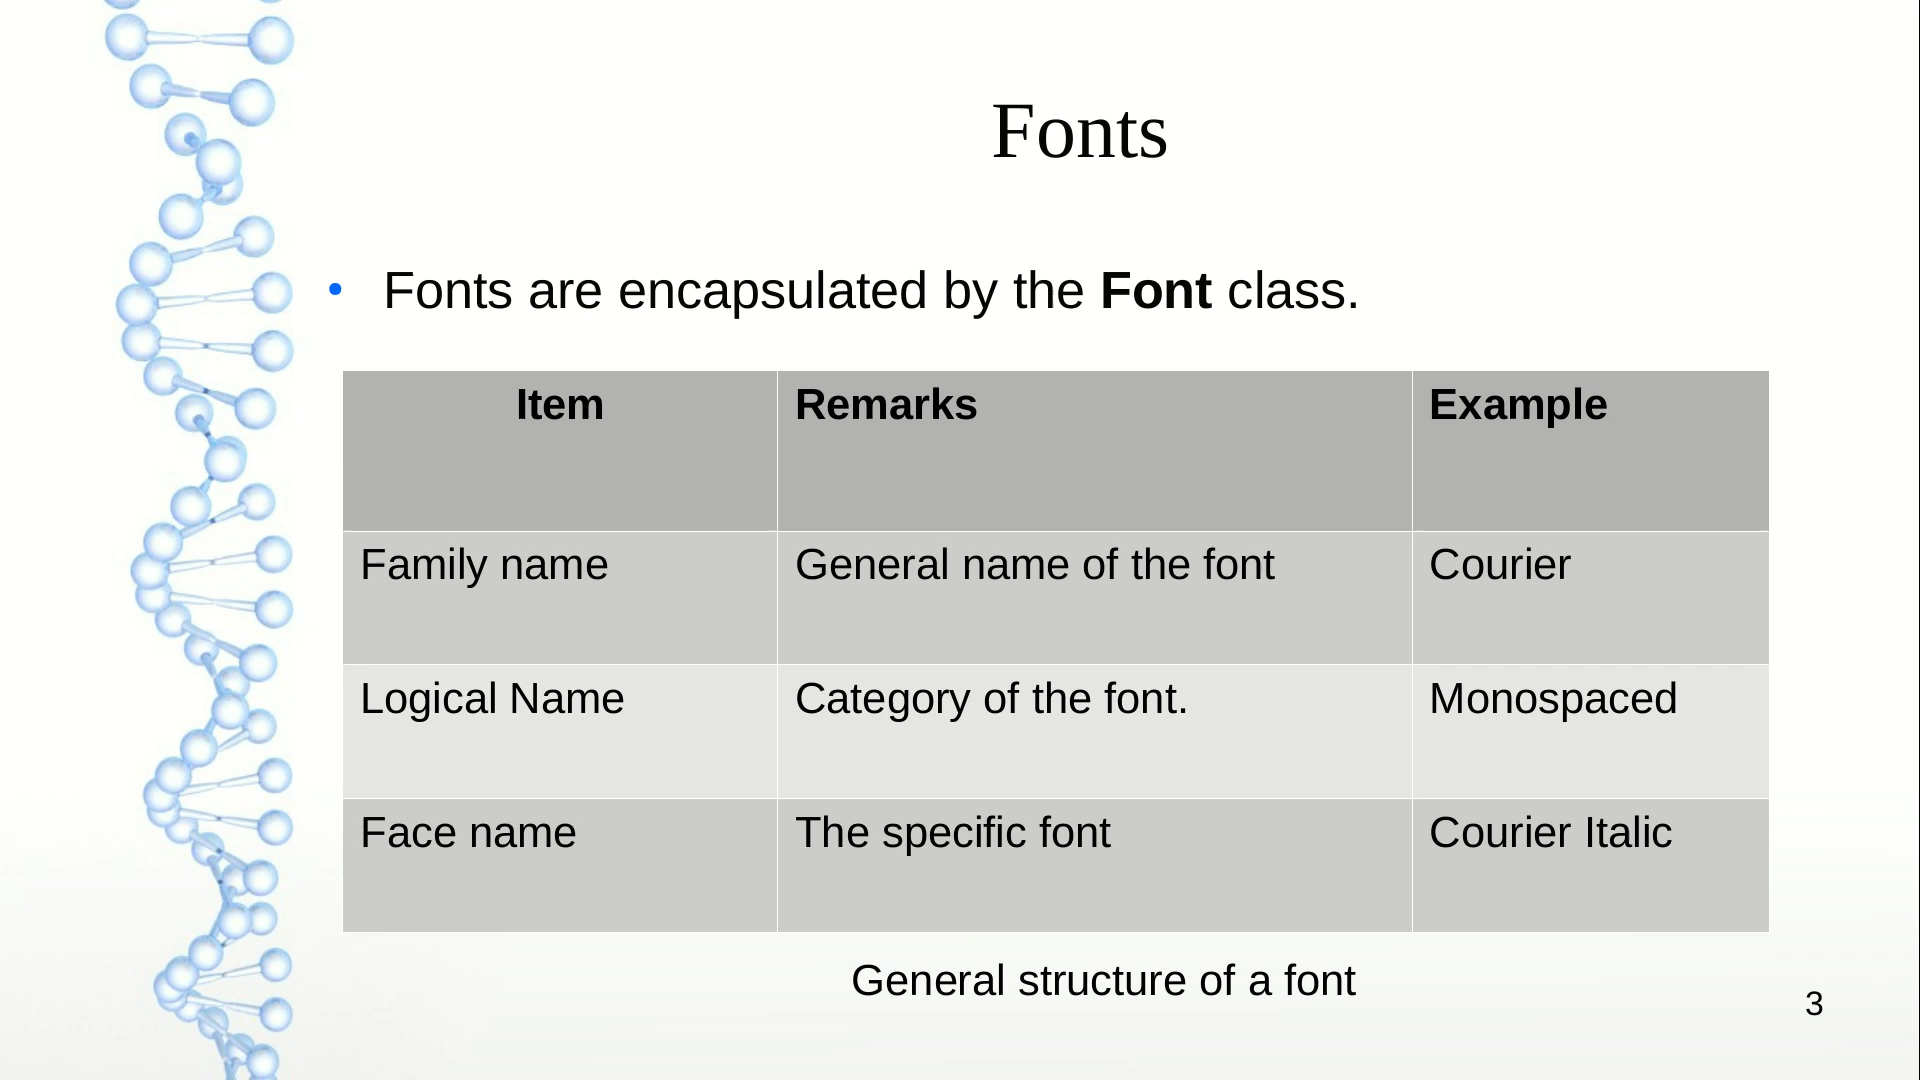 Fonts
• Fonts are encapsulated by the Font class.
Item Remarks Example
Family name General name of the font Courier
Logical Name Category of the font. Monospaced
Face name The specific font Courier Italic
General structure of a font
3